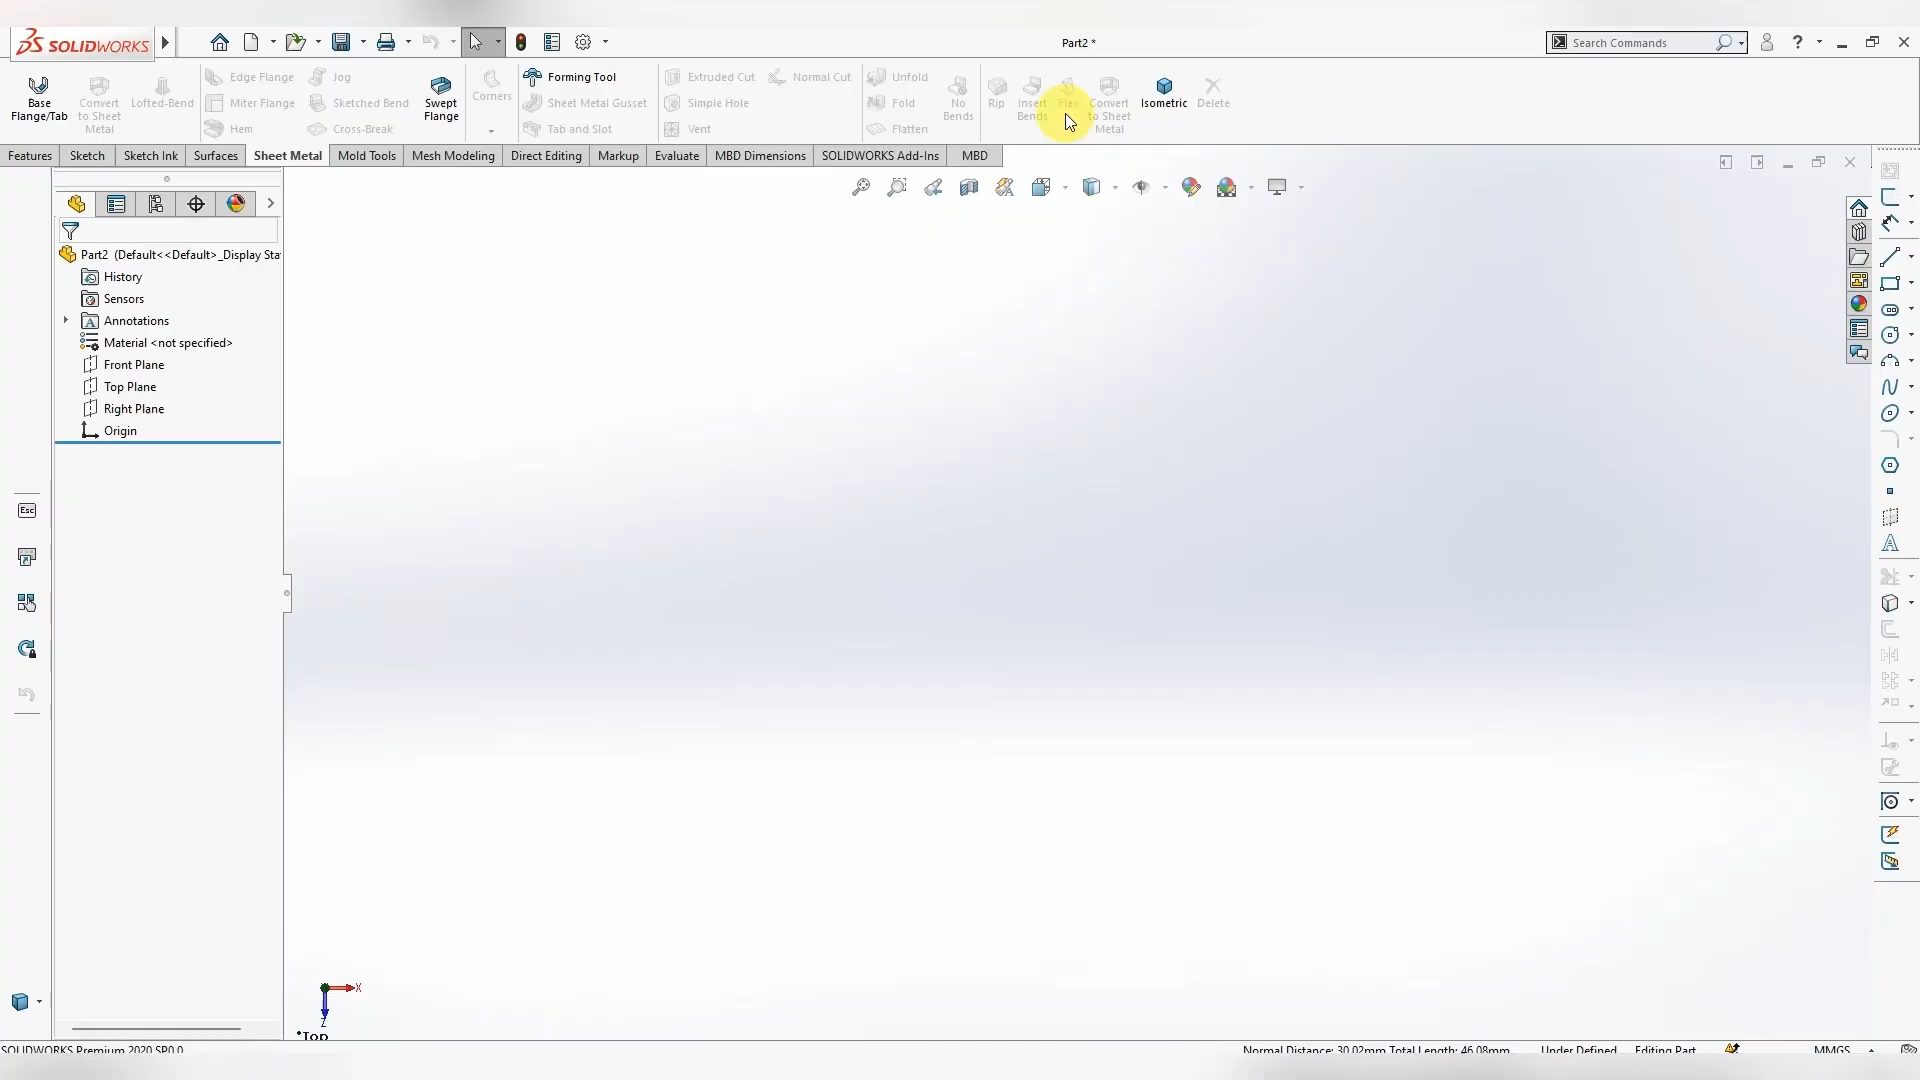 SOLIDWORKS
Part2 *
Search Commands
?
Base Flange/Tab
Convert to Sheet Metal
Lofted-Bend
Edge Flange
Miter Flange
Hem
Jog
Sketched Bend
Cross-Break
Swept Flange
Corners
Forming Tool
Sheet Metal Gusset
Tab and Slot
Extruded Cut
Simple Hole
Vent
Normal Cut
Unfold
Fold
Flatten
No Bends
Rip
Insert Bends
Flex
Convert to Sheet Metal
Isometric
Delete
Features
Sketch
Sketch Ink
Surfaces
Sheet Metal
Mold Tools
Mesh Modeling
Direct Editing
Markup
Evaluate
MBD Dimensions
SOLIDWORKS Add-Ins
MBD
Part2 (Default<<Default>_Display Sta
History
Sensors
Annotations
Material <not specified>
Front Plane
Top Plane
Right Plane
Origin
Esc
X
Z
*Top
SOLIDWORKS Premium 2020 SP0.0
Normal Distance: 30.02mm Total Length: 46.08mm
Under Defined
Editing Part
MMGS